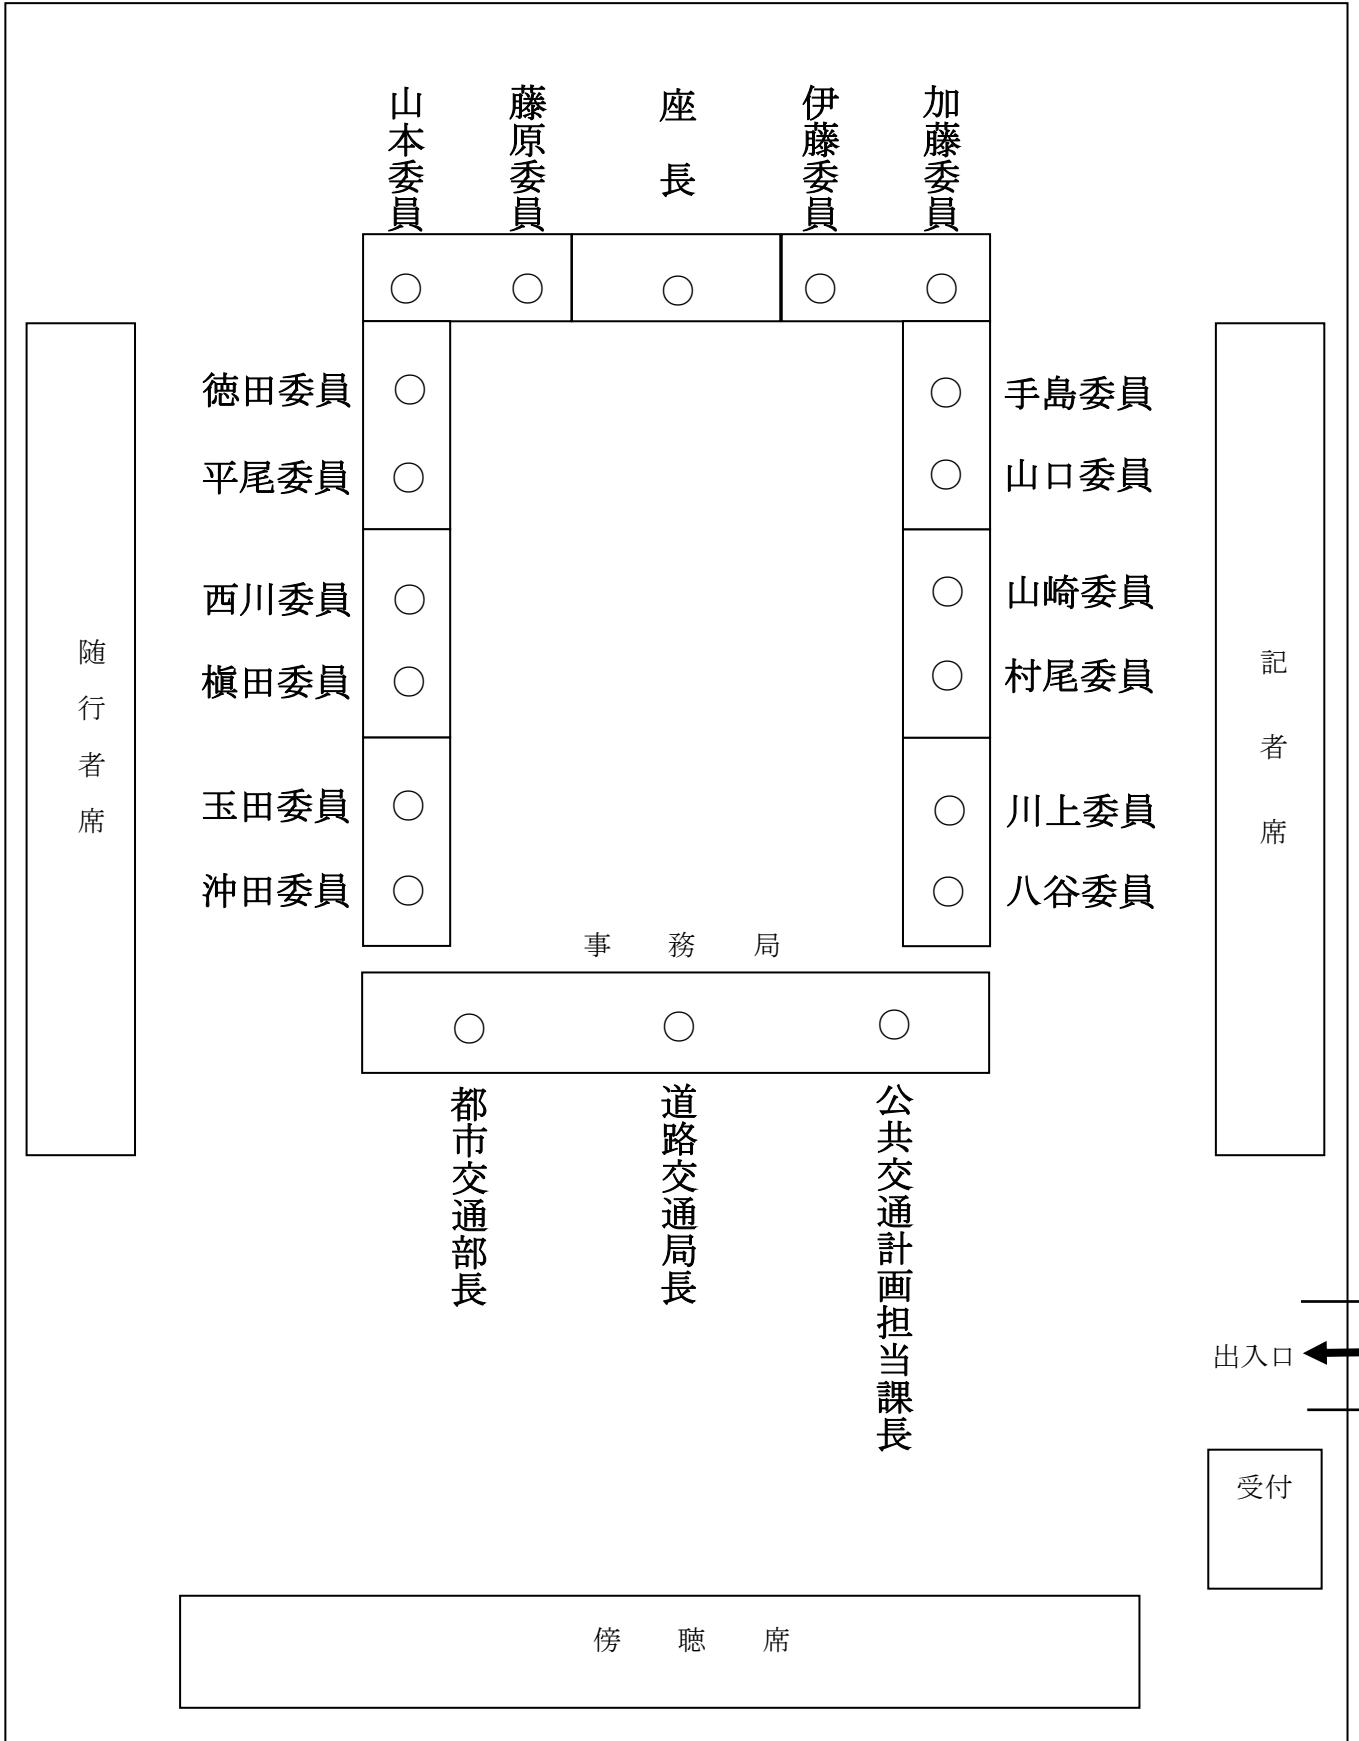 山本委員
藤原委員
座長
伊藤委員
加藤委員
徳田委員
手島委員
平尾委員
山口委員
西川委員
山崎委員
槇田委員
村尾委員
玉田委員
川上委員
沖田委員
八谷委員
随行者席
記者席
事務局
都市交通部長
道路交通局長
公共交通計画担当課長
出入口
受付
傍聴席